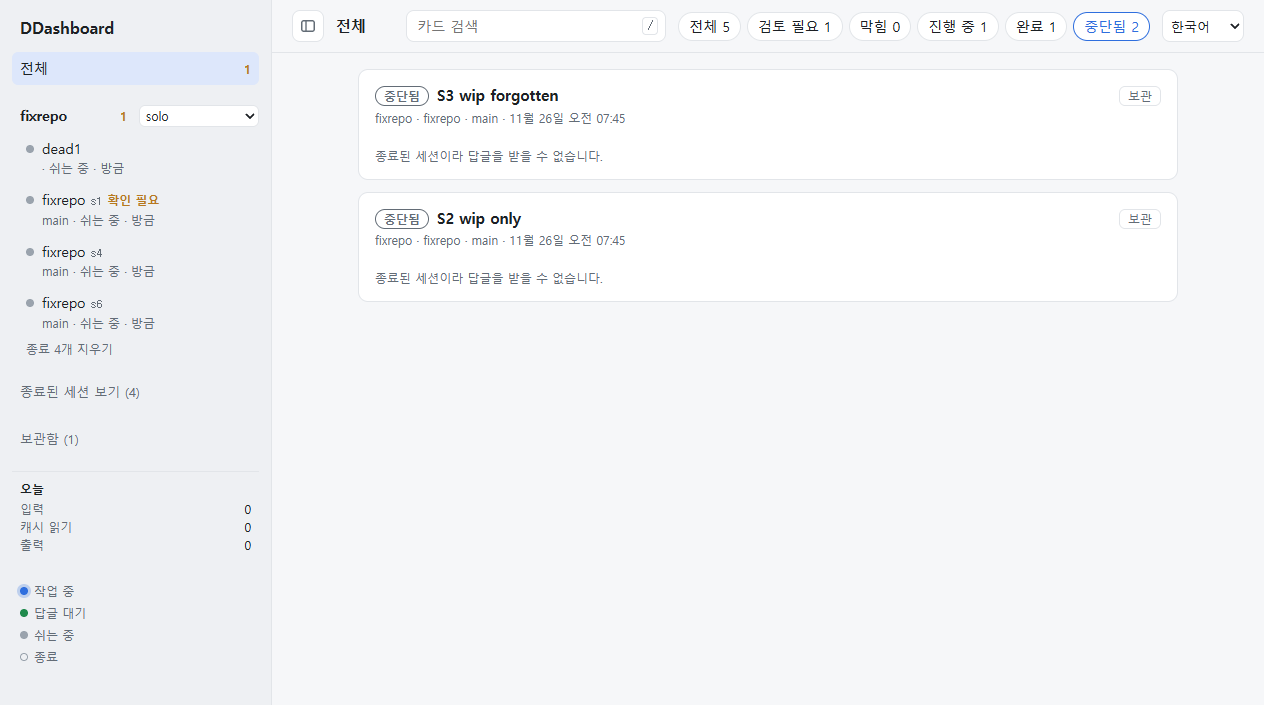 DDashboard
전체 1
fixrepo 1 solo
dead1
· 쉬는 중 · 방금
fixrepo s1 확인 필요
main · 쉬는 중 · 방금
fixrepo s4
main · 쉬는 중 · 방금
fixrepo s6
main · 쉬는 중 · 방금
종료 4개 지우기
종료된 세션 보기 (4)
보관함 (1)
오늘
입력 0
캐시 읽기 0
출력 0
작업 중
답글 대기
쉬는 중
종료
전체 카드 검색 / 전체 5 검토 필요 1 막힘 0 진행 중 1 완료 1 중단됨 2 한국어
중단됨 S3 wip forgotten 보관
fixrepo · fixrepo · main · 11월 26일 오전 07:45
종료된 세션이라 답글을 받을 수 없습니다.
중단됨 S2 wip only 보관
fixrepo · fixrepo · main · 11월 26일 오전 07:45
종료된 세션이라 답글을 받을 수 없습니다.